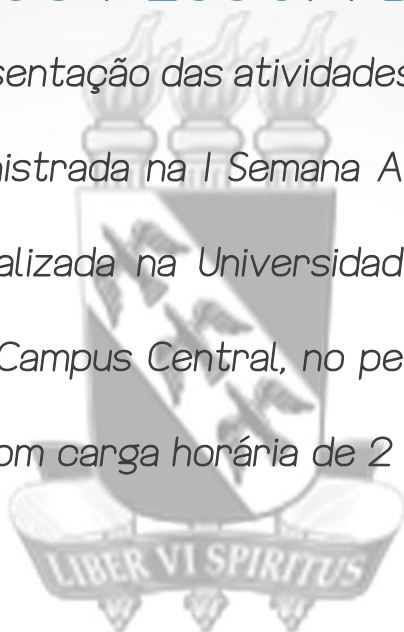 sentação das atividades
nistrada na I Semana A
alizada na Universidad
Campus Central, no pe
om carga horária de 2
LIBER VI SPIRITUS